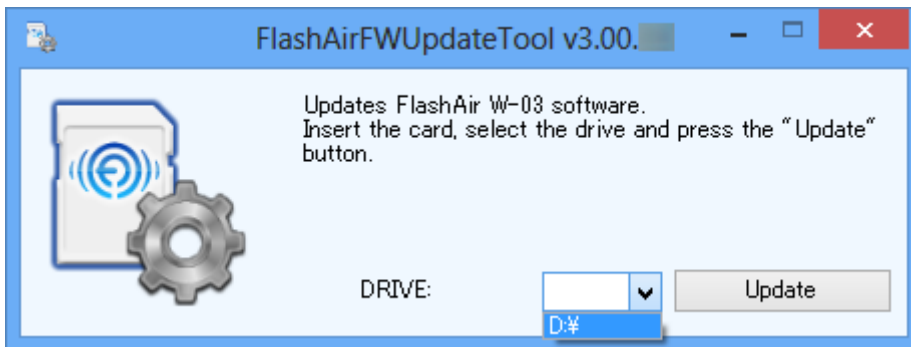 FlashAirFWUpdateTool v3.00.
Updates FlashAir W-03 software.
Insert the card, select the drive and press the "Update"
button.
DRIVE:
Update
D:¥